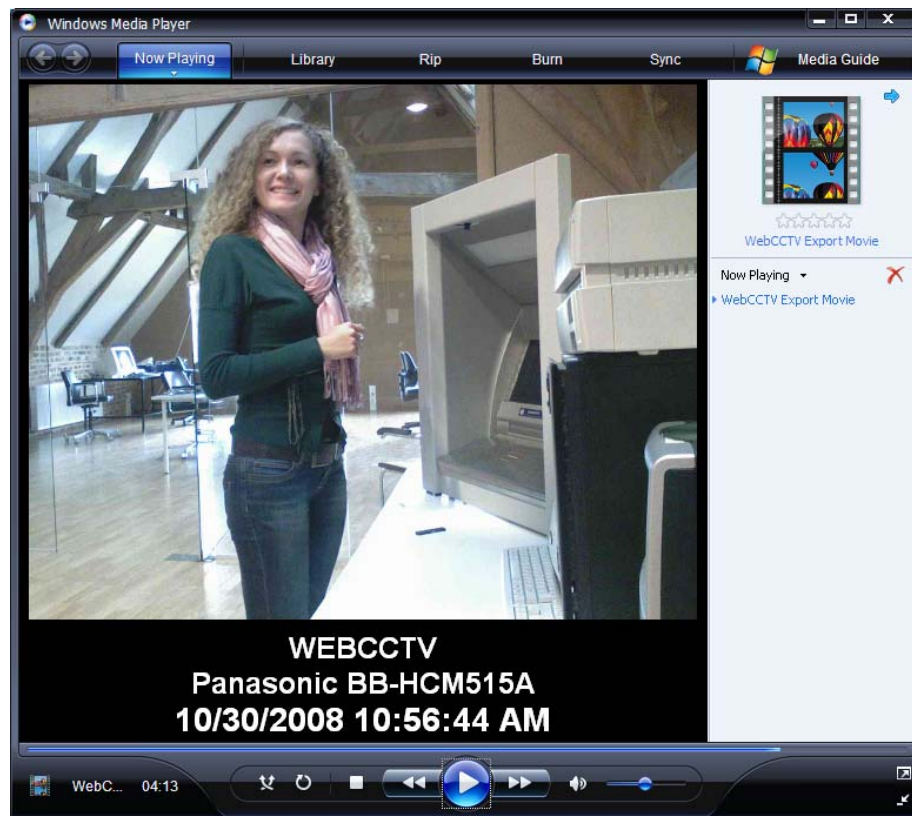 Windows Media Player
Now Playing Library Rip Burn Sync Media Guide
WebCCTV Export Movie
Now Playing
WebCCTV Export Movie
WEBCCTV
Panasonic BB-HCM515A
10/30/2008 10:56:44 AM
WebC... 04:13